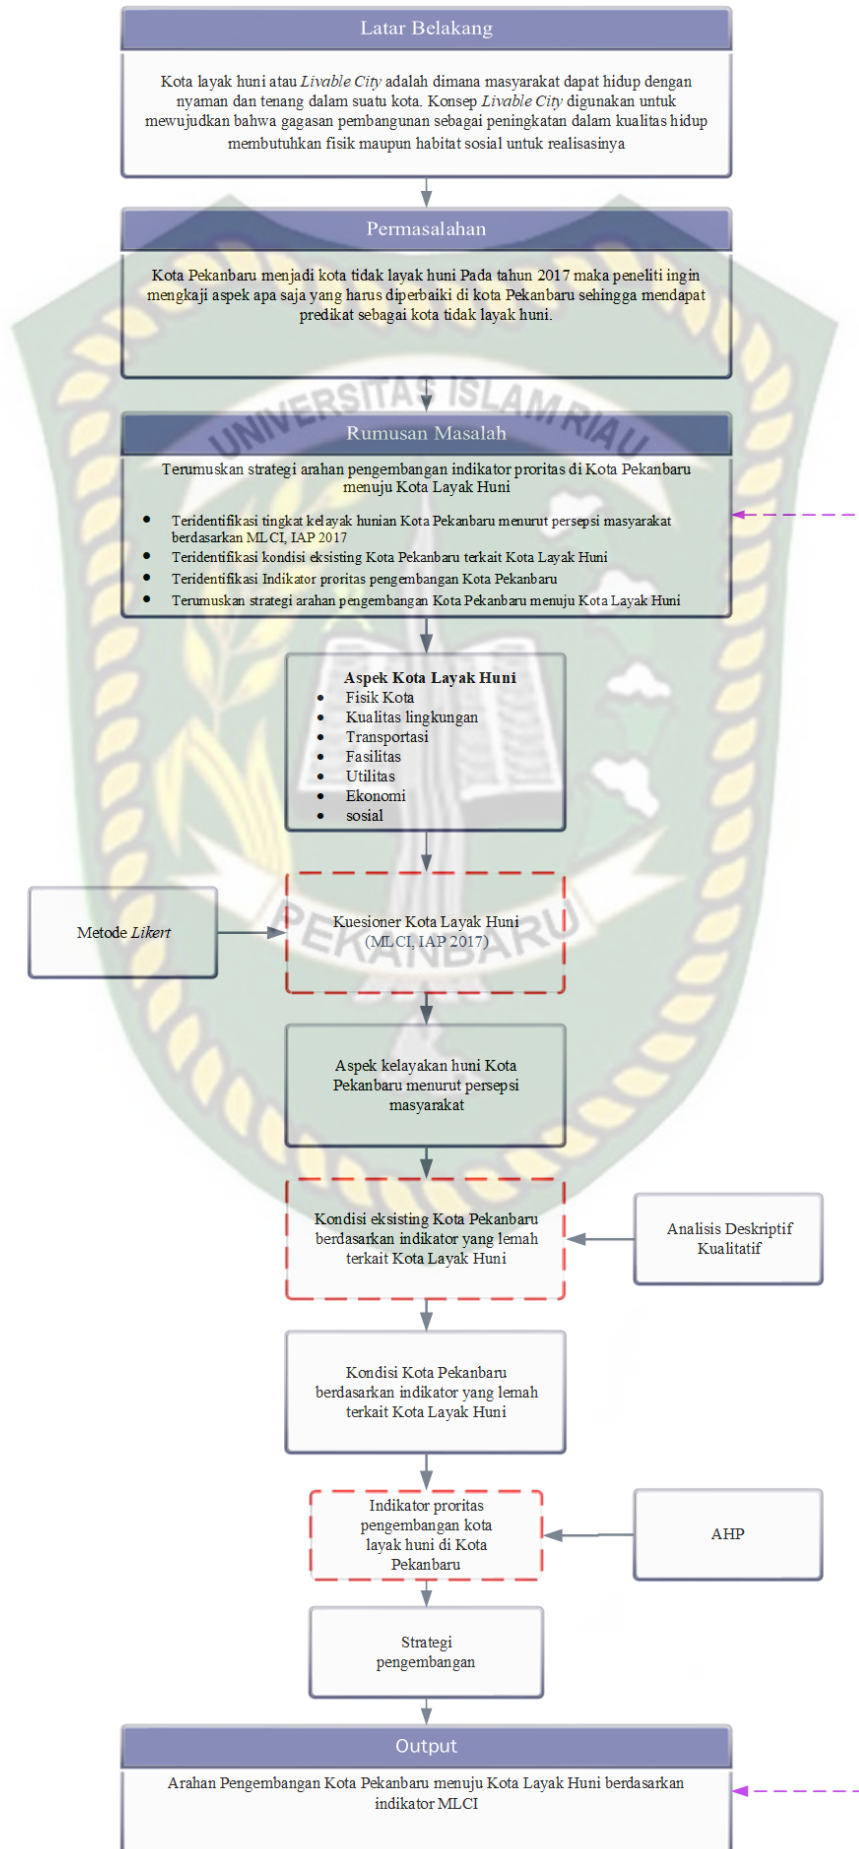 Latar Belakang
Kota layak huni atau Livable City adalah dimana masyarakat dapat hidup dengan
nyaman dan tenang dalam suatu kota. Konsep Livable City digunakan untuk
mewujudkan bahwa gagasan pembangunan sebagai peningkatan dalam kualitas hidup
membutuhkan fisik maupun habitat sosial untuk realisasinya
Permasalahan
Kota Pekanbaru menjadi kota tidak layak huni Pada tahun 2017 maka peneliti ingin
mengkaji aspek apa saja yang harus diperbaiki di kota Pekanbaru sehingga mendapat
predikat sebagai kota tidak layak huni.
UNIVERSITAS ISLAM RIAU
Rumusan Masalah
Terumuskan strategi arahan pengembangan indikator proritas di Kota Pekanbaru
menuju Kota Layak Huni
• Teridentifikasi tingkat kelayak hunian Kota Pekanbaru menurut persepsi masyarakat
berdasarkan MLCI, IAP 2017
• Teridentifikasi kondisi eksisting Kota Pekanbaru terkait Kota Layak Huni
• Teridentifikasi Indikator proritas pengembangan Kota Pekanbaru
• Terumuskan strategi arahan pengembangan Kota Pekanbaru menuju Kota Layak Huni
Aspek Kota Layak Huni
• Fisik Kota
• Kualitas lingkungan
• Transportasi
• Fasilitas
• Utilitas
• Ekonomi
• sosial
Metode Likert
Kuesioner Kota Layak Huni
(MLCI, IAP 2017)
PEKANBARU
Aspek kelayakan huni Kota
Pekanbaru menurut persepsi
masyarakat
Kondisi eksisting Kota Pekanbaru
berdasarkan indikator yang lemah
terkait Kota Layak Huni
Analisis Deskriptif
Kualitatif
Kondisi Kota Pekanbaru
berdasarkan indikator yang lemah
terkait Kota Layak Huni
Indikator proritas
pengembangan kota
layak huni di Kota
Pekanbaru
AHP
Strategi
pengembangan
Output
Arahan Pengembangan Kota Pekanbaru menuju Kota Layak Huni berdasarkan
indikator MLCI